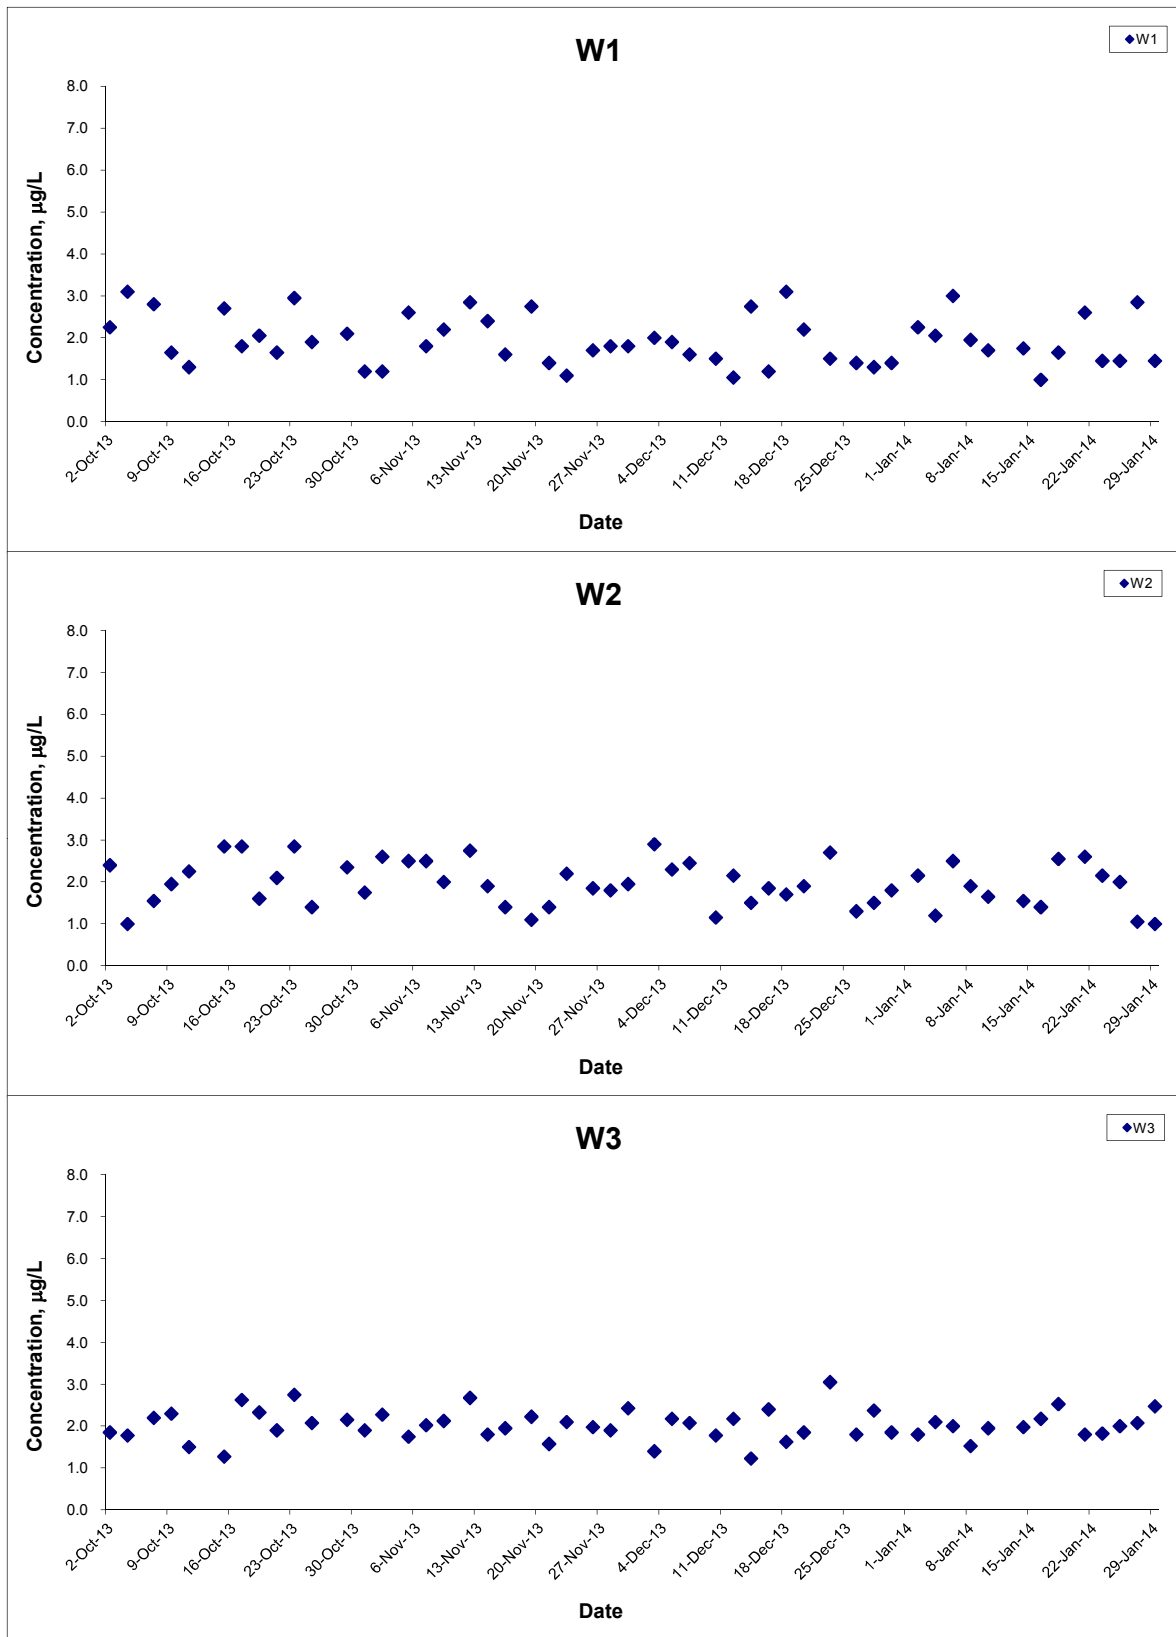 W1
W1
8.0
7.0
6.0
5.0
4.0
3.0
2.0
1.0
0.0
Concentration, µg/L
2-Oct-13
9-Oct-13
16-Oct-13
23-Oct-13
30-Oct-13
6-Nov-13
13-Nov-13
20-Nov-13
27-Nov-13
4-Dec-13
11-Dec-13
18-Dec-13
25-Dec-13
1-Jan-14
8-Jan-14
15-Jan-14
22-Jan-14
29-Jan-14
Date
W2
W2
8.0
7.0
6.0
5.0
4.0
3.0
2.0
1.0
0.0
Concentration, µg/L
2-Oct-13
9-Oct-13
16-Oct-13
23-Oct-13
30-Oct-13
6-Nov-13
13-Nov-13
20-Nov-13
27-Nov-13
4-Dec-13
11-Dec-13
18-Dec-13
25-Dec-13
1-Jan-14
8-Jan-14
15-Jan-14
22-Jan-14
29-Jan-14
Date
W3
W3
8.0
7.0
6.0
5.0
4.0
3.0
2.0
1.0
0.0
Concentration, µg/L
2-Oct-13
9-Oct-13
16-Oct-13
23-Oct-13
30-Oct-13
6-Nov-13
13-Nov-13
20-Nov-13
27-Nov-13
4-Dec-13
11-Dec-13
18-Dec-13
25-Dec-13
1-Jan-14
8-Jan-14
15-Jan-14
22-Jan-14
29-Jan-14
Date